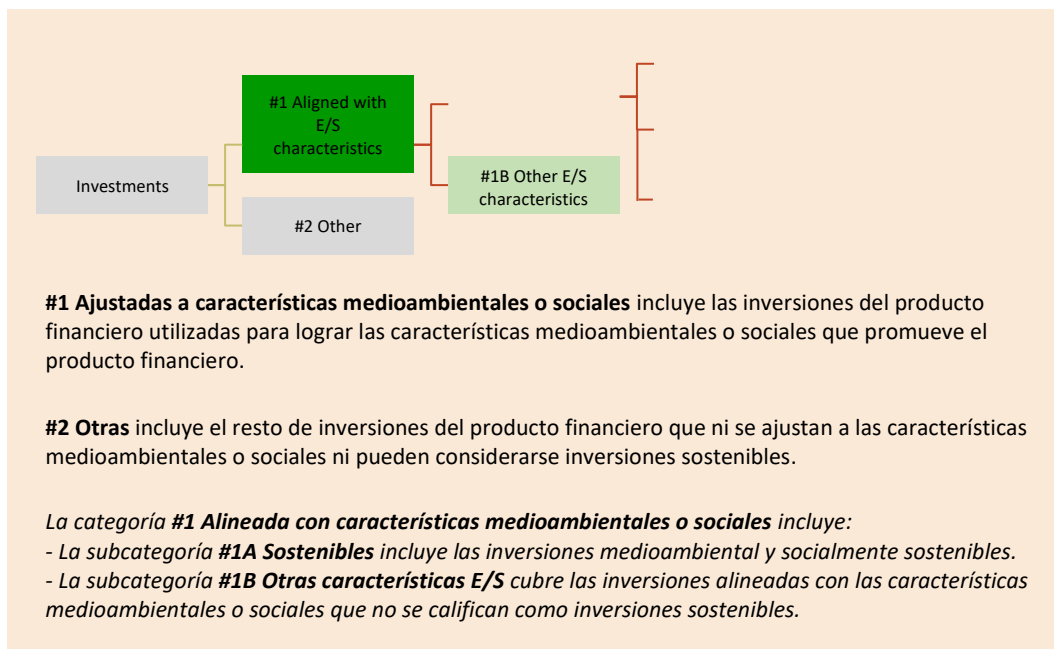 #1 Aligned with
E/S
characteristics
Investments
#1B Other E/S
characteristics
#2 Other
#1 Ajustadas a características medioambientales o sociales incluye las inversiones del producto
financiero utilizadas para lograr las características medioambientales o sociales que promueve el
producto financiero.
#2 Otras incluye el resto de inversiones del producto financiero que ni se ajustan a las características
medioambientales o sociales ni pueden considerarse inversiones sostenibles.
La categoría #1 Alineada con características medioambientales o sociales incluye:
- La subcategoría #1A Sostenibles incluye las inversiones medioambiental y socialmente sostenibles.
- La subcategoría #1B Otras características E/S cubre las inversiones alineadas con las características
medioambientales o sociales que no se califican como inversiones sostenibles.